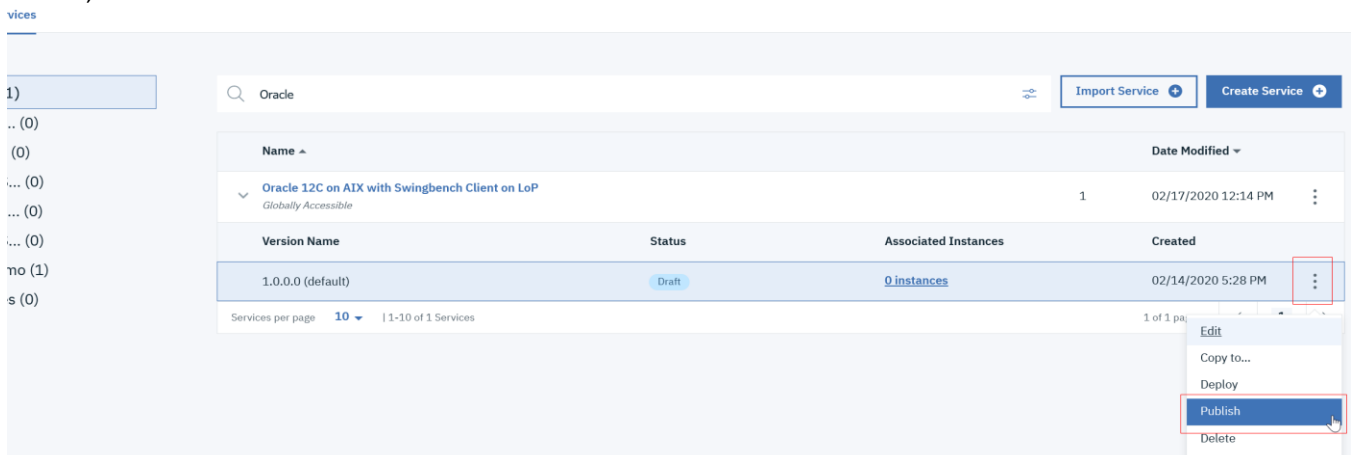 vices
1)
Oracle
Import Service
Create Service
.. (0)
(0)
... (0)
... (0)
... (0)
mo (1)
s (0)
Name
Date Modified
Oracle 12C on AIX with Swingbench Client on LoP
1
02/17/2020 12:14 PM
Globally Accessible
Version Name
Status
Associated Instances
Created
1.0.0.0 (default)
Draft
0 instances
02/14/2020 5:28 PM
Services per page
10
| 1-10 of 1 Services
1 of 1 pa
Edit
Copy to...
Deploy
Publish
Delete